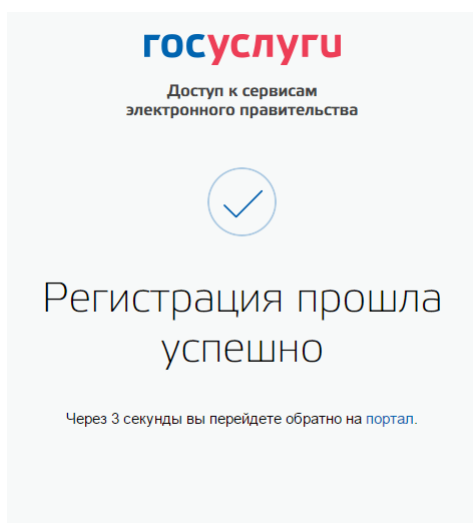 госуслуги
Доступ к сервисам
электронного правительства
Регистрация прошла
успешно
Через 3 секунды вы перейдете обратно на портал.